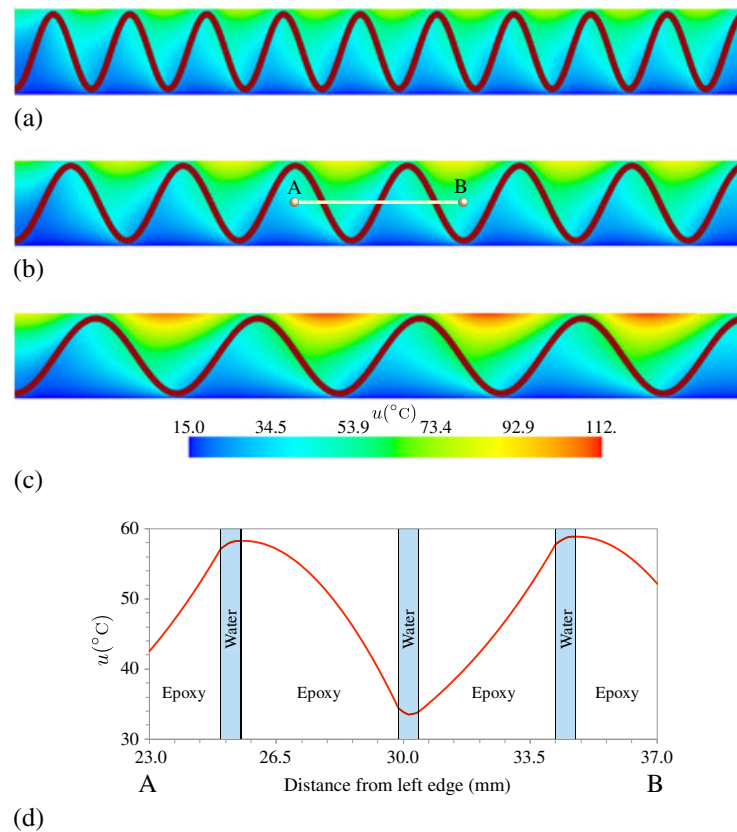 (a)
A B
(b)
u(°C)
15.0 34.5 53.9 73.4 92.9 112.
(c)
60
50
40
30
u(°C)
Water
Water
Water
Epoxy Epoxy Epoxy Epoxy
23.0 26.5 30.0 33.5 37.0
A Distance from left edge (mm) B
(d)